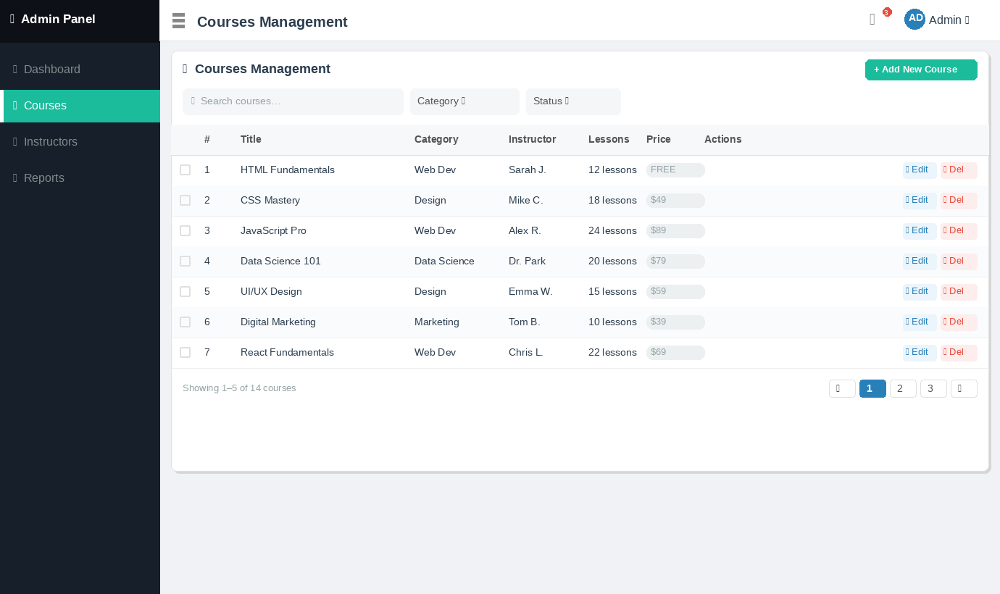 Admin Panel
Courses Management
3
AD
Admin
Dashboard
Courses
Instructors
Reports
Courses Management
+ Add New Course
Search courses…
Category
Status
# Title Category Instructor Lessons Price Actions
1 HTML Fundamentals Web Dev Sarah J. 12 lessons FREE Edit Del
2 CSS Mastery Design Mike C. 18 lessons $49 Edit Del
3 JavaScript Pro Web Dev Alex R. 24 lessons $89 Edit Del
4 Data Science 101 Data Science Dr. Park 20 lessons $79 Edit Del
5 UI/UX Design Design Emma W. 15 lessons $59 Edit Del
6 Digital Marketing Marketing Tom B. 10 lessons $39 Edit Del
7 React Fundamentals Web Dev Chris L. 22 lessons $69 Edit Del
Showing 1–5 of 14 courses
1 2 3